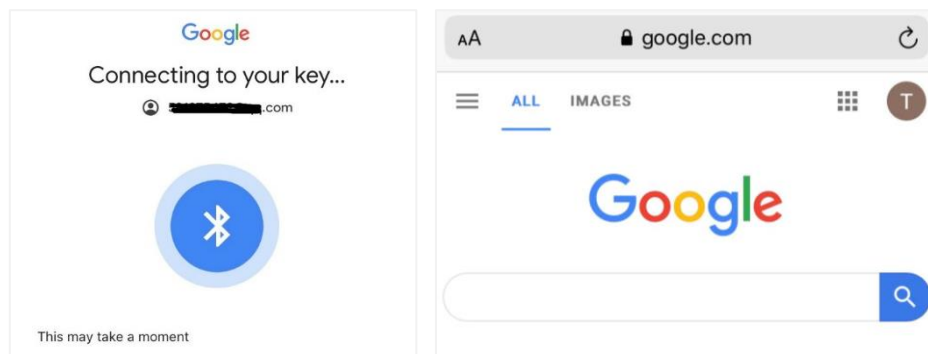 Google
Connecting to your key...
.com
This may take a moment
AA google.com
ALL IMAGES T
Google